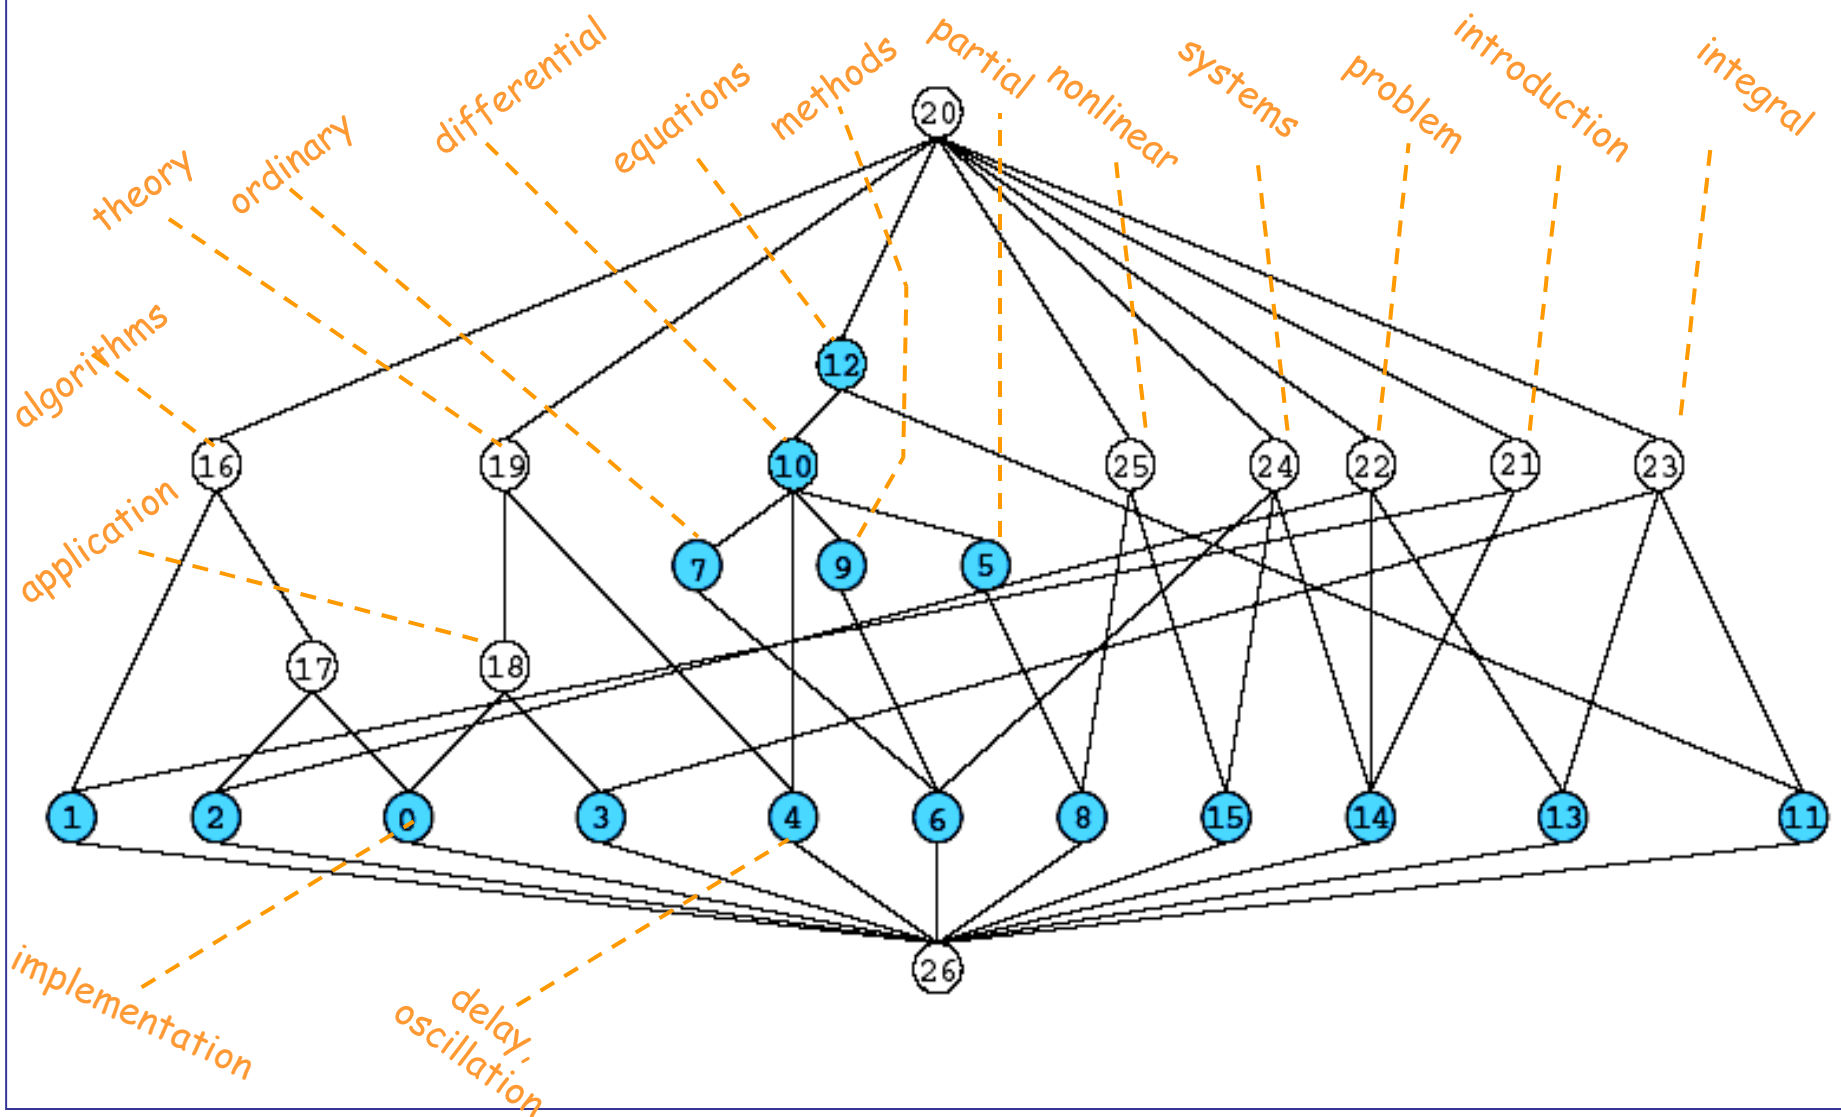 differential
methods
partial
systems
introduction
integral
equations
nonlinear
problem
20
theory
ordinary
algorithms
12
16
19
10
25
24
22
21
23
application
7
9
5
17
18
1
2
0
3
4
6
8
15
14
13
11
26
implementation
delay,
oscillation